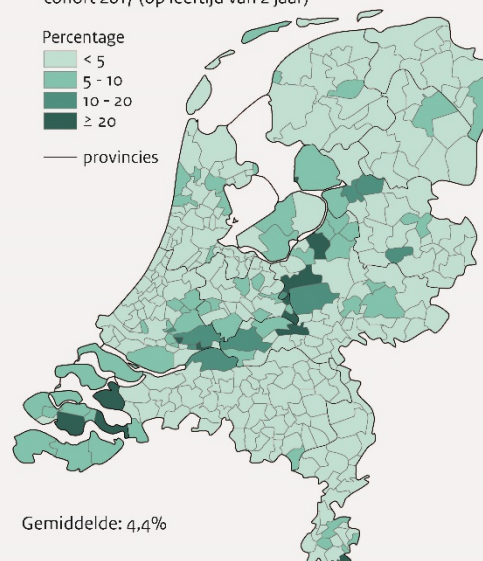 cohort 2017 (op leeftijd van 2 jaar)
Percentage
< 5
5 - 10
10 - 20
≥ 20
provincies
Gemiddelde: 4,4%